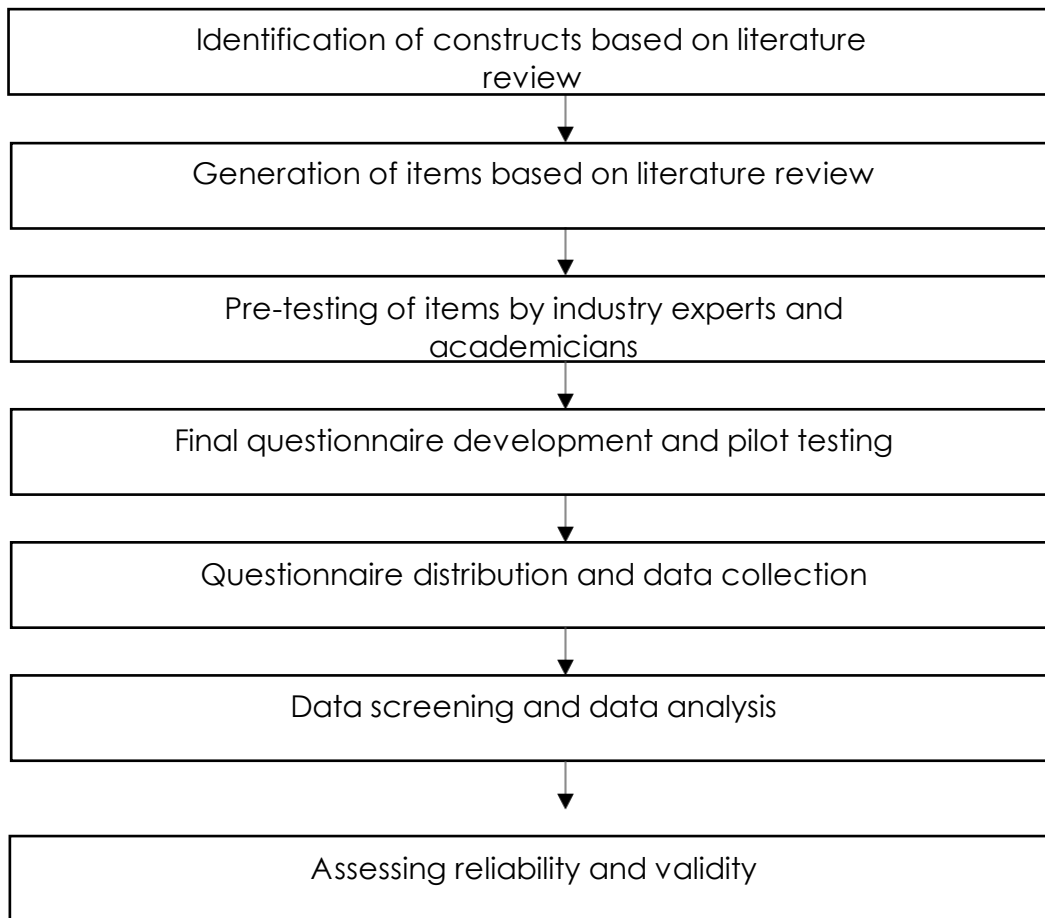 Identification of constructs based on literature
review
Generation of items based on literature review
Pre-testing of items by industry experts and
academicians
Final questionnaire development and pilot testing
Questionnaire distribution and data collection
Data screening and data analysis
Assessing reliability and validity